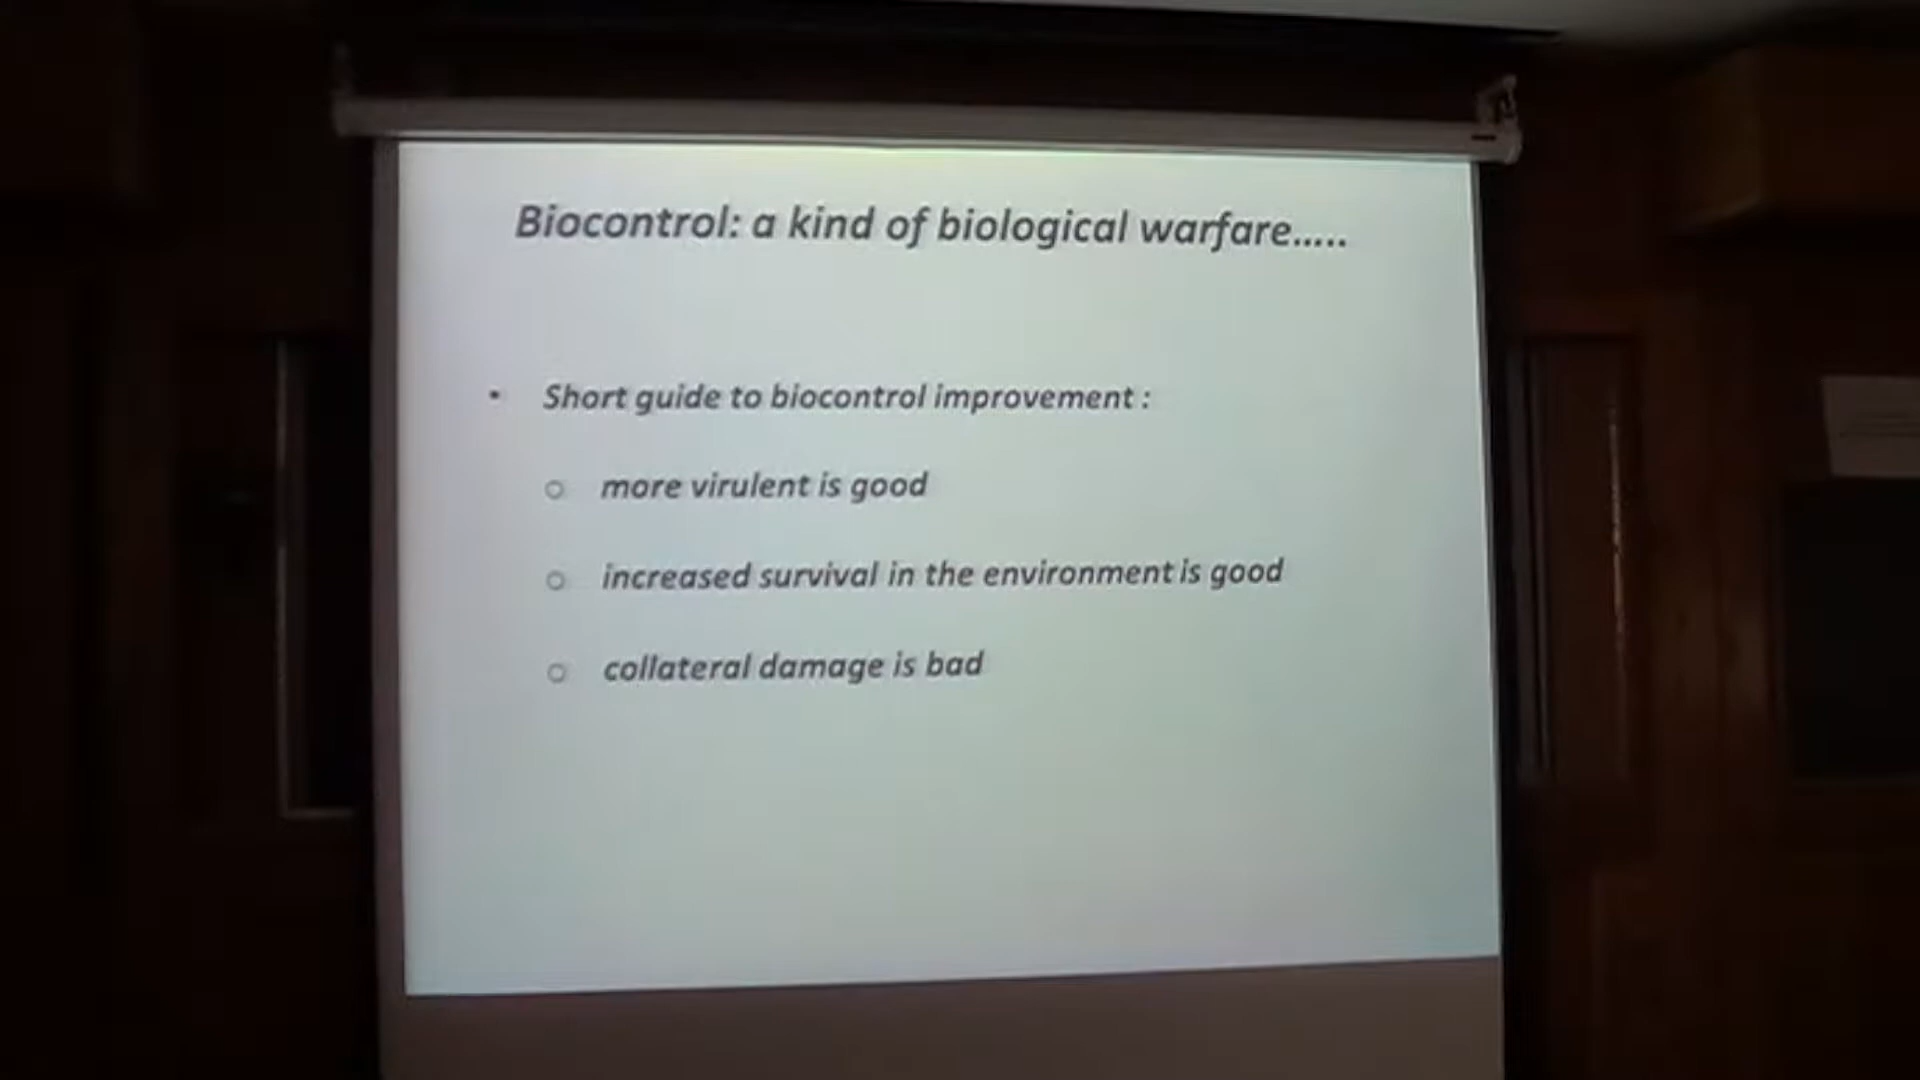 Biocontrol: a kind of biological warfare.....
• Short guide to biocontrol improvement :
o more virulent is good
o increased survival in the environment is good
o collateral damage is bad